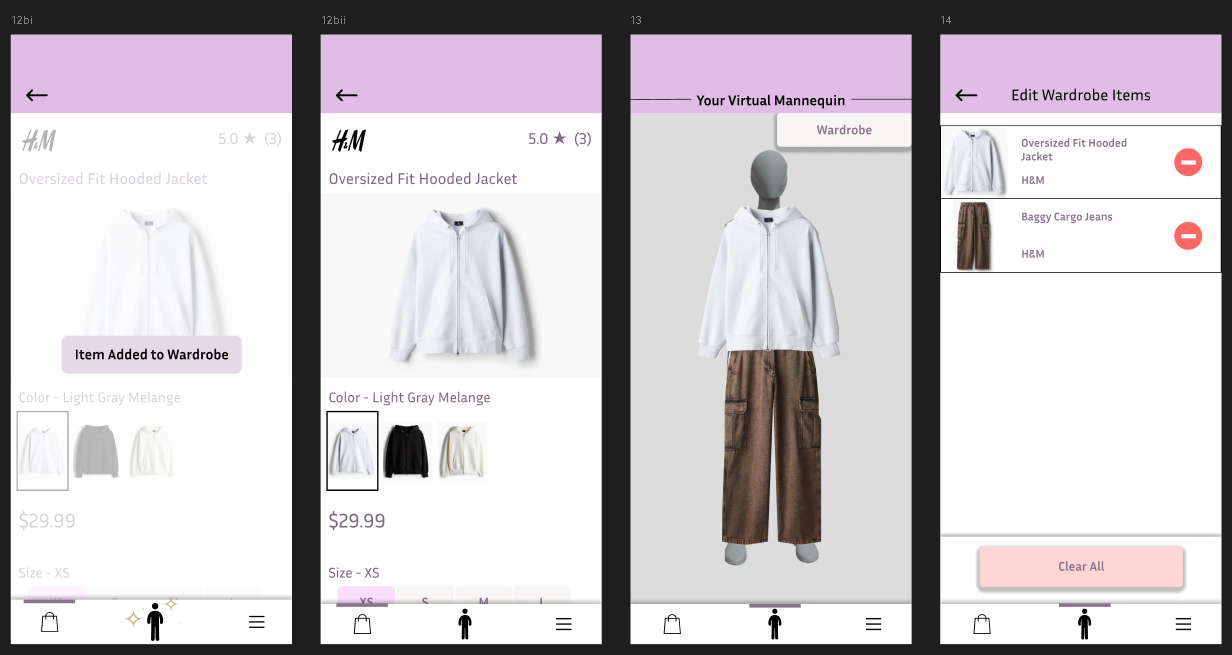 12bi
H&M
5.0 ★ (3)
Oversized Fit Hooded Jacket
Item Added to Wardrobe
Color - Light Gray Melange
$29.99
Size - XS
12bii
H&M
5.0 ★ (3)
Oversized Fit Hooded Jacket
Color - Light Gray Melange
$29.99
Size - XS
XS S M L
13
Your Virtual Mannequin
Wardrobe
14
Edit Wardrobe Items
Oversized Fit Hooded
Jacket
H&M
Baggy Cargo Jeans
H&M
Clear All